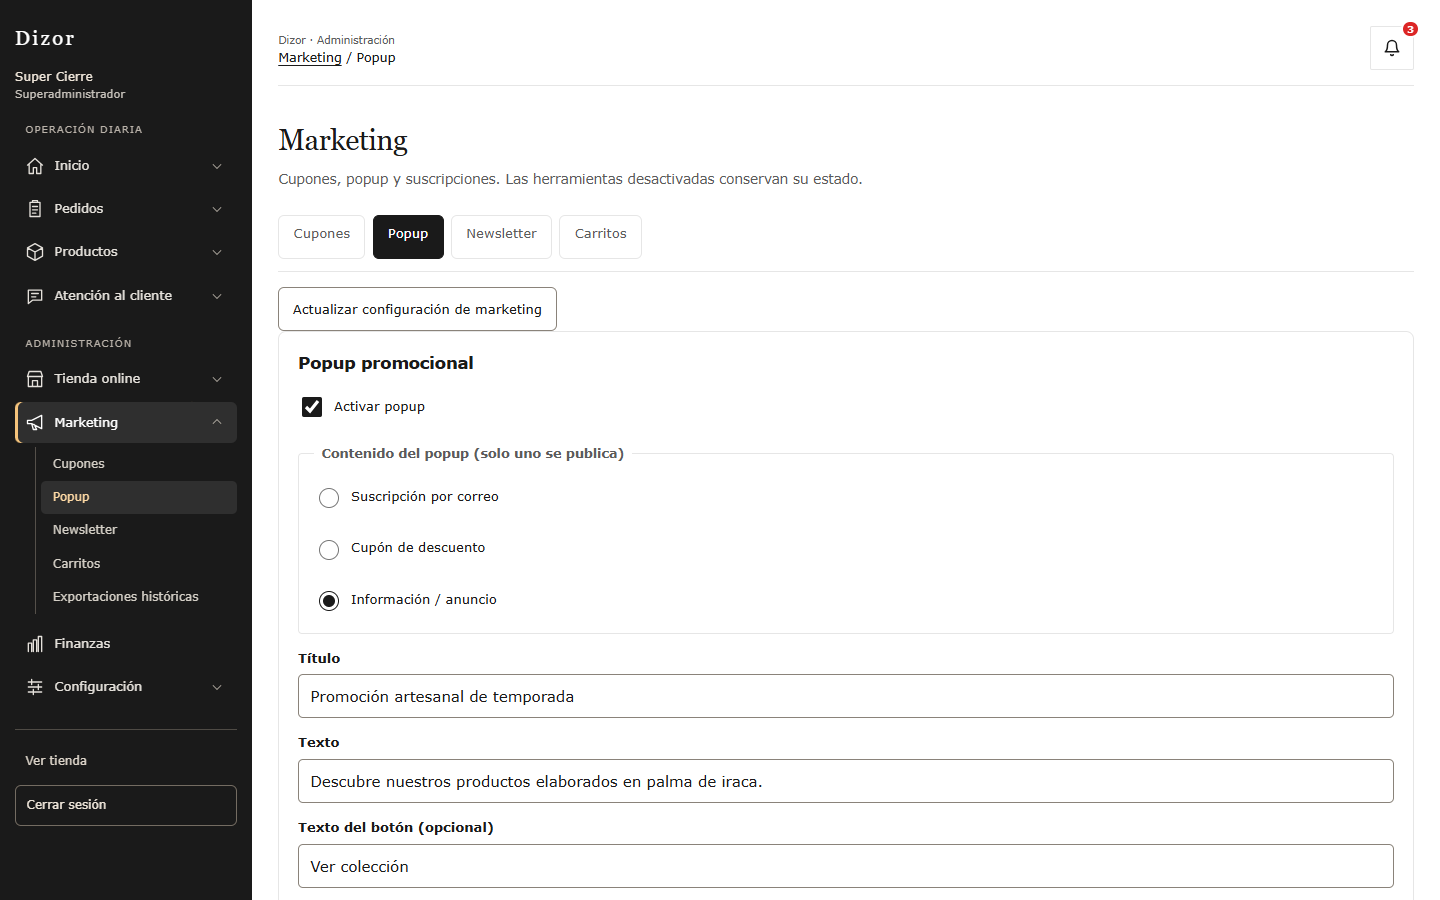 Dizor
Super Cierre
Superadministrador
OPERACIÓN DIARIA
Inicio
Pedidos
Productos
Atención al cliente
ADMINISTRACIÓN
Tienda online
Marketing
Cupones
Popup
Newsletter
Carritos
Exportaciones históricas
Finanzas
Configuración
Ver tienda
Cerrar sesión
Dizor · Administración
Marketing / Popup
3
Marketing
Cupones, popup y suscripciones. Las herramientas desactivadas conservan su estado.
Cupones
Popup
Newsletter
Carritos
Actualizar configuración de marketing
Popup promocional
Activar popup
Contenido del popup (solo uno se publica)
Suscripción por correo
Cupón de descuento
Información / anuncio
Título
Promoción artesanal de temporada
Texto
Descubre nuestros productos elaborados en palma de iraca.
Texto del botón (opcional)
Ver colección